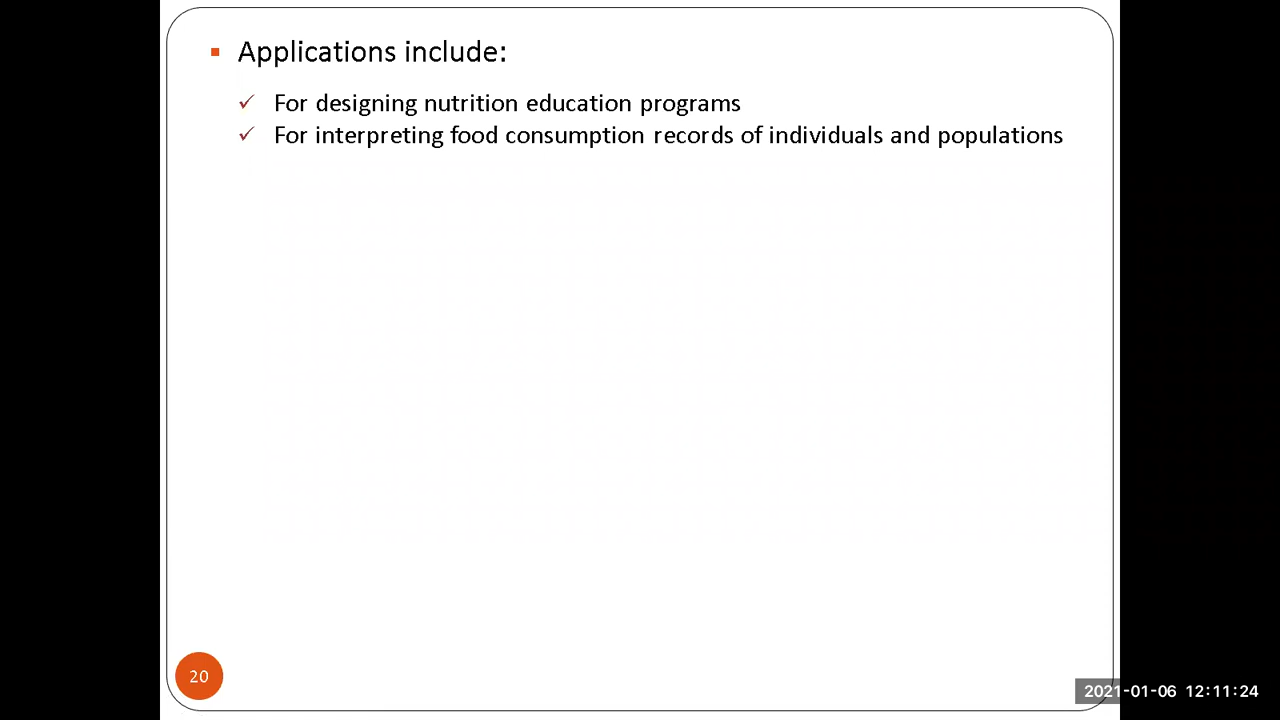 Applications include:
For designing nutrition education programs
For interpreting food consumption records of individuals and populations
20
2021-01-06 12:11:24